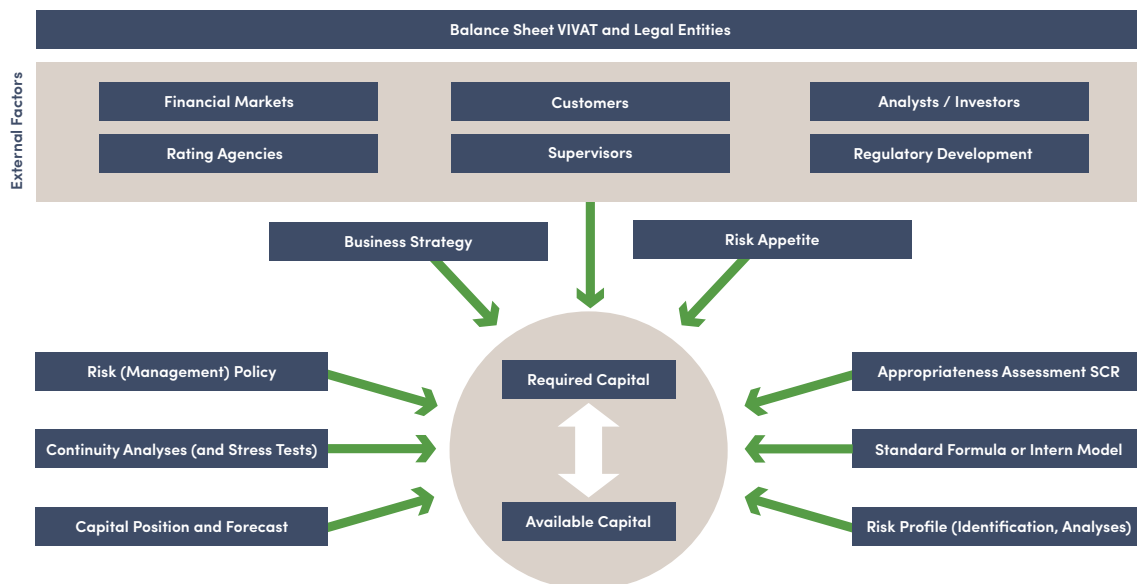 Balance Sheet VIVAT and Legal Entities
External Factors
Financial Markets
Customers
Analysts / Investors
Rating Agencies
Supervisors
Regulatory Development
Business Strategy
Risk Appetite
Risk (Management) Policy
Required Capital
Appropriateness Assessment SCR
Continuity Analyses (and Stress Tests)
Standard Formula or Intern Model
Capital Position and Forecast
Available Capital
Risk Profile (Identification, Analyses)